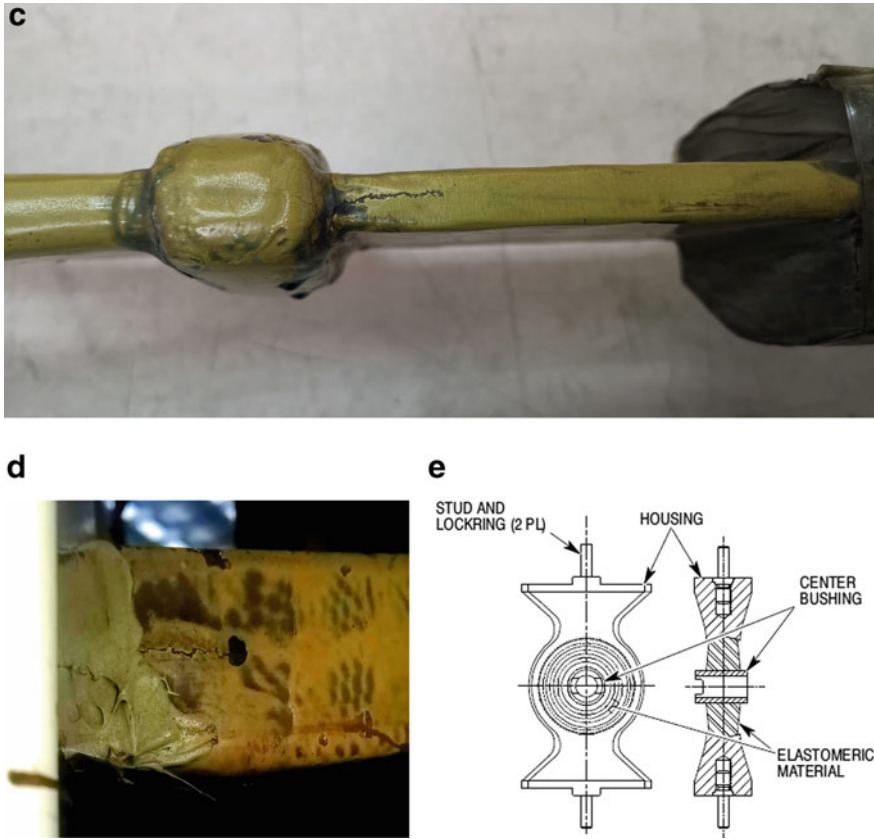 c
d
e
STUD AND
LOCKRING (2 PL)
HOUSING
CENTER
BUSHING
ELASTOMERIC
MATERIAL